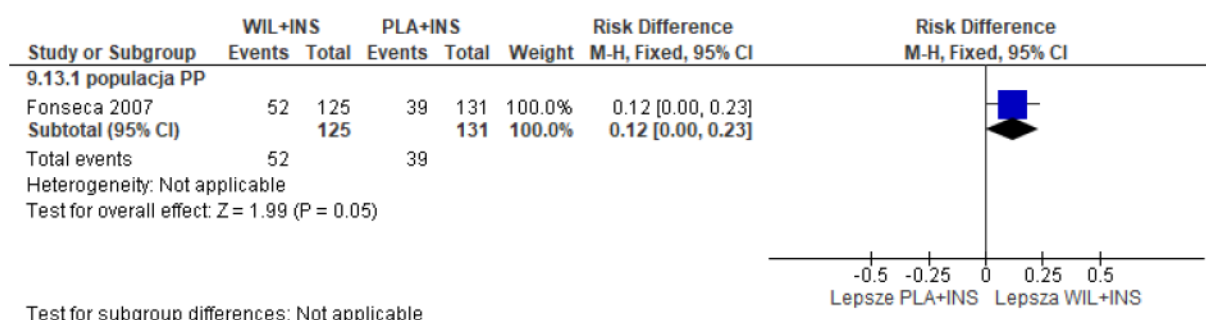 WIL+INS PLA+INS Risk Difference Risk Difference
Study or Subgroup Events Total Events Total Weight M-H, Fixed, 95% CI M-H, Fixed, 95% CI
9.13.1 populacja PP
Fonseca 2007 52 125 39 131 100.0% 0.12 [0.00, 0.23]
Subtotal (95% CI) 125 131 100.0% 0.12 [0.00, 0.23]
Total events 52 39
Heterogeneity: Not applicable
Test for overall effect: Z = 1.99 (P = 0.05)
-0.5 -0.25 0 0.25 0.5
Lepsze PLA+INS Lepsza WIL+INS
Test for subgroup differences: Not applicable